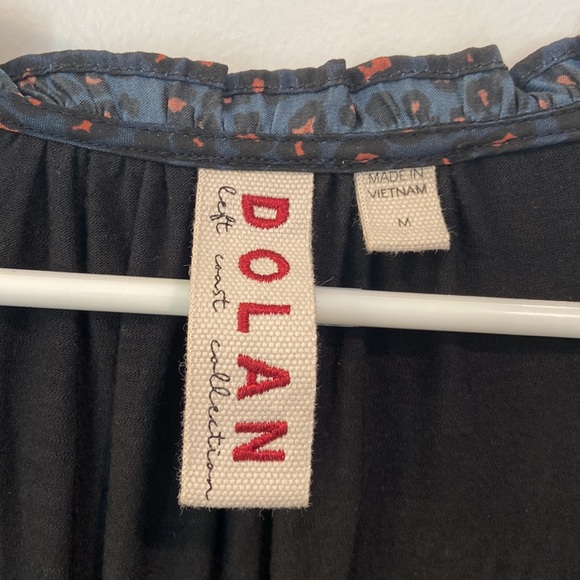 DOLAN
left coast collection
MADE IN
VIETNAM
M